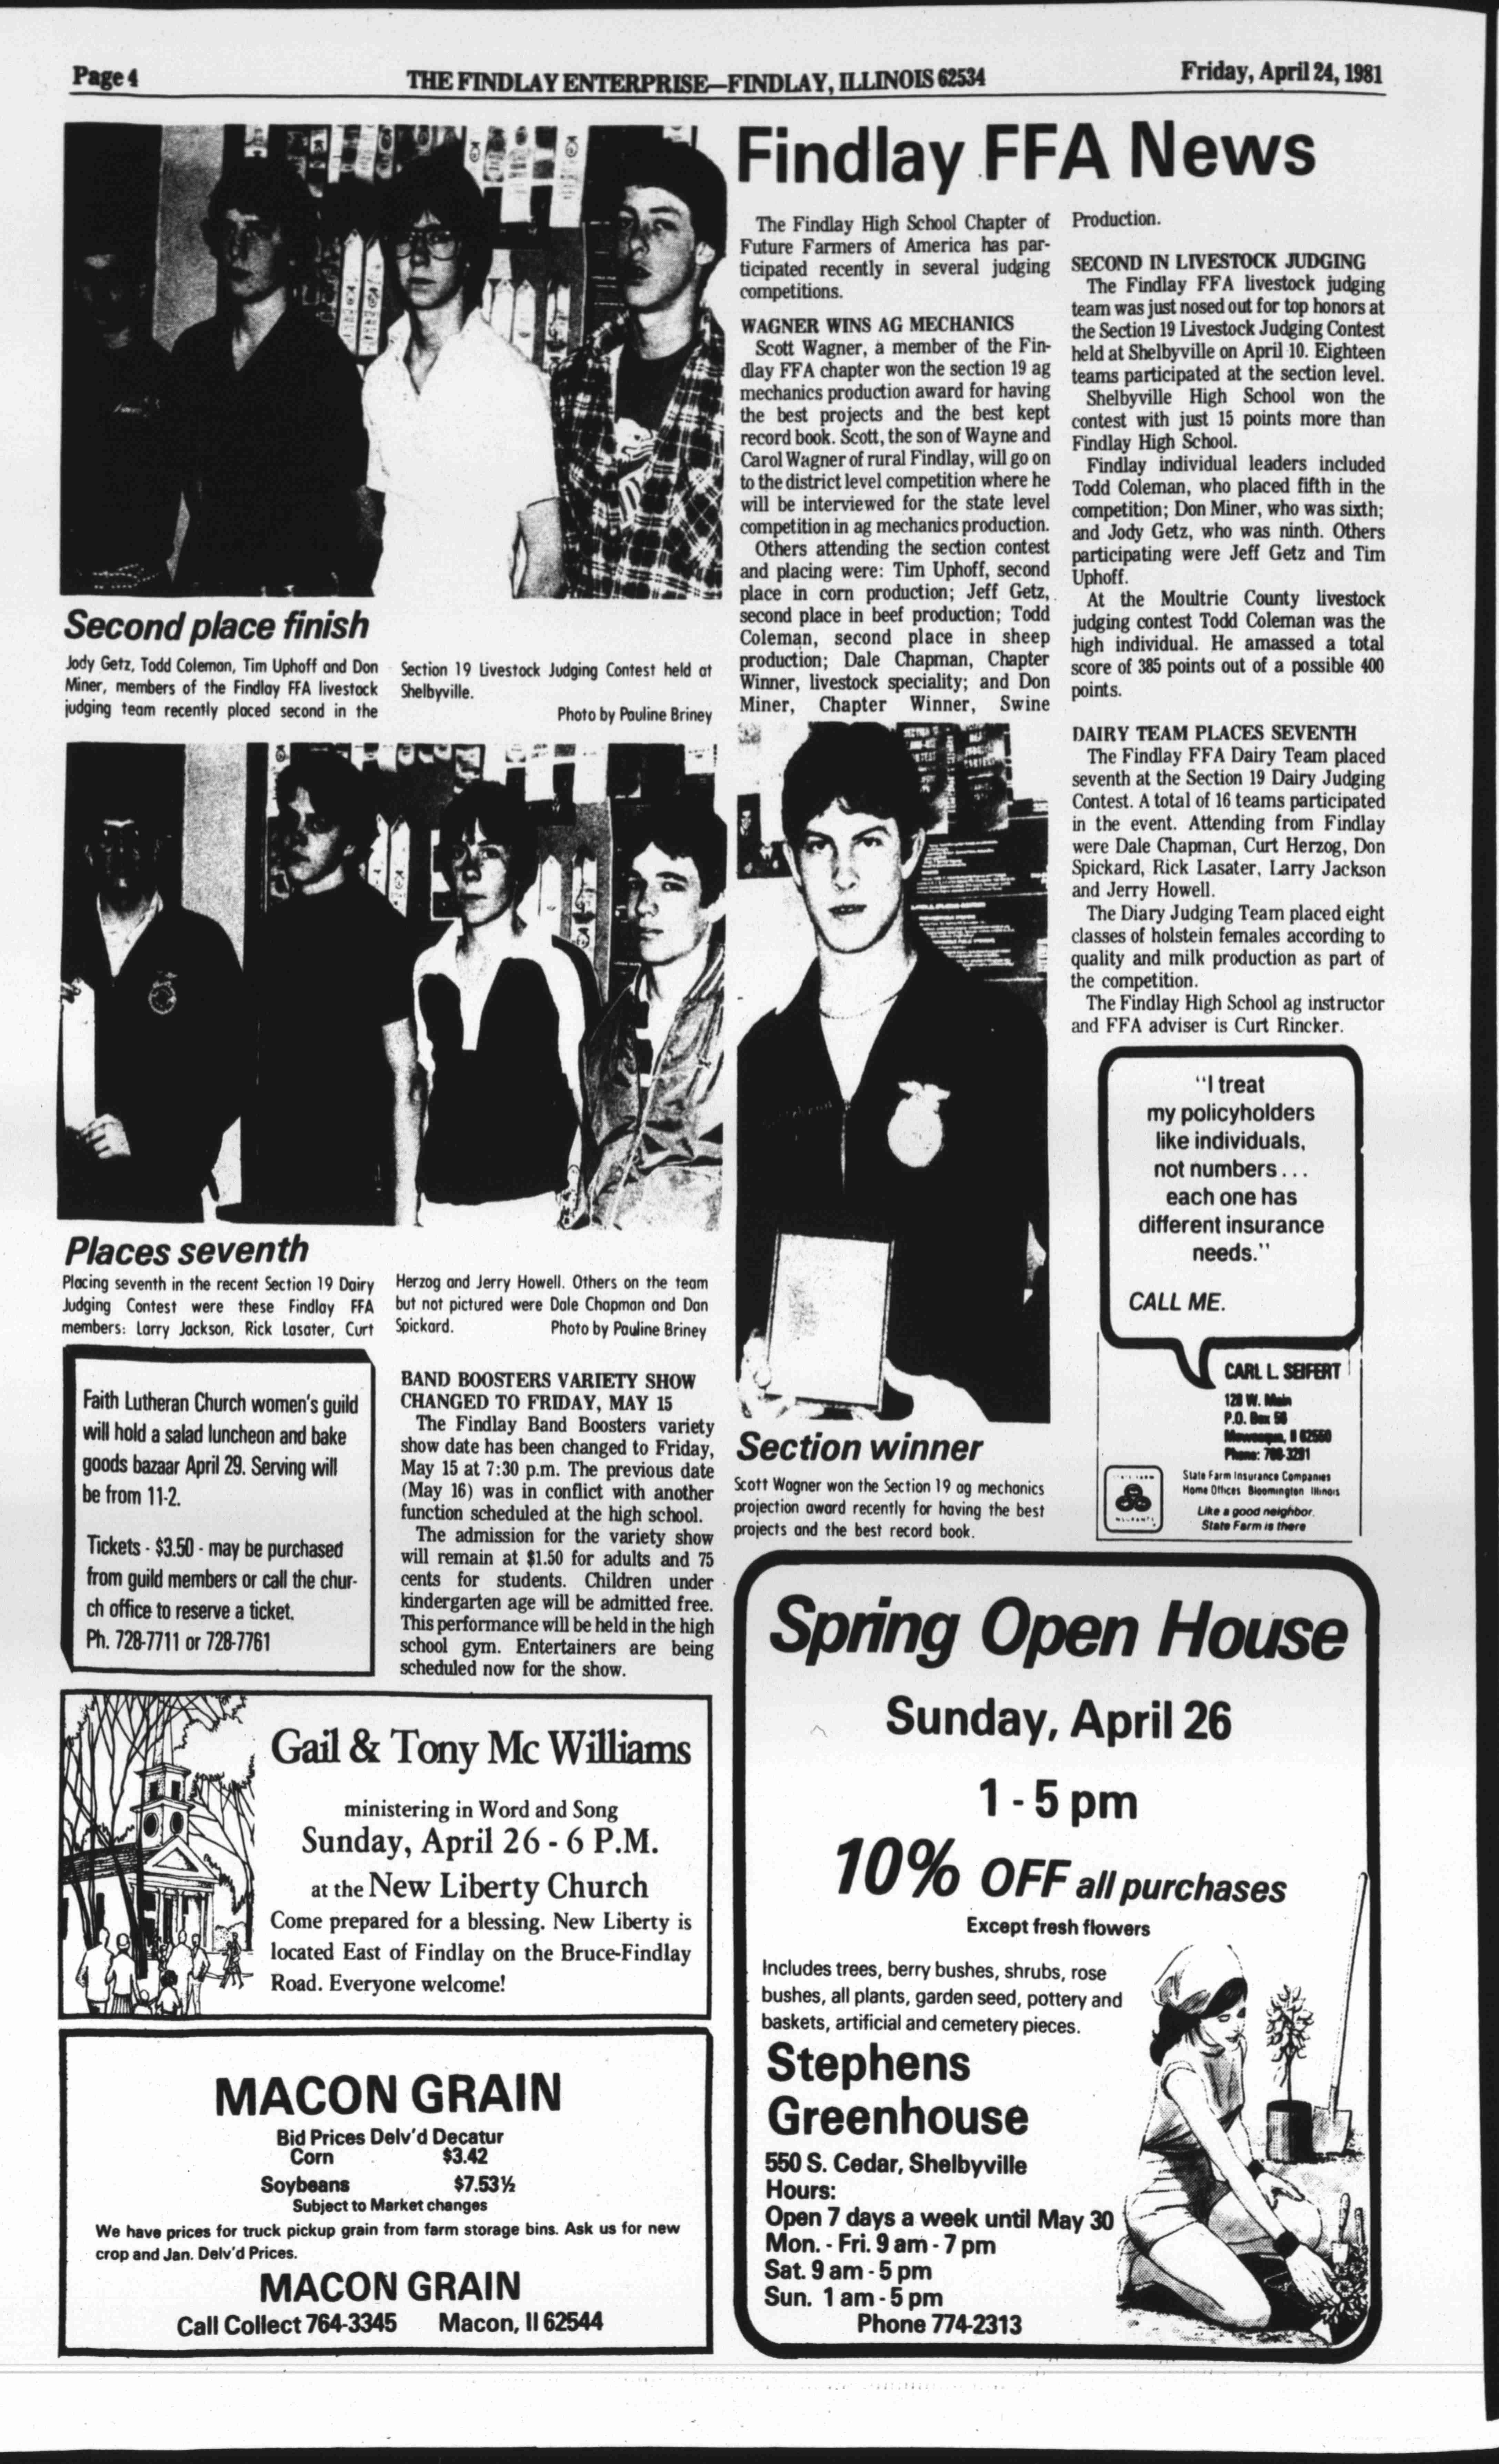 Page 4
THE FINDLAY ENTERPRISE—FINDLAY, ILLINOIS 62534
Friday, April 24, 1981
Second place finish
Jody Getz, Todd Coleman, Tim Uphoff and Don
Miner, members of the Findlay FFA livestock
judging team recently placed second in the
Section 19 Livestock Judging Contest held at
Shelbyville.
Photo by Pauline Briney
Places seventh
Placing seventh in the recent Section 19 Dairy
Judging Contest were these Findlay FFA
members: Larry Jackson, Rick Lasater, Curt
Herzog and Jerry Howell. Others on the team
but not pictured were Dale Chapman and Dan
Spickard.
Photo by Pauline Briney
Findlay FFA News
The Findlay High School Chapter of
Future Farmers of America has par-
ticipated recently in several judging
competitions.
WAGNER WINS AG MECHANICS
Scott Wagner, a member of the Fin-
dlay FFA chapter won the section 19 ag
mechanics production award for having
the best projects and the best kept
record book. Scott, the son of Wayne and
Carol Wagner of rural Findlay, will go on
to the district level competition where he
will be interviewed for the state level
competition in ag mechanics production.
Others attending the section contest
and placing were: Tim Uphoff, second
place in corn production; Jeff Getz,
second place in beef production; Todd
Coleman, second place in sheep
production; Dale Chapman, Chapter
Winner, livestock speciality; and Don
Miner, Chapter Winner, Swine
Production.
SECOND IN LIVESTOCK JUDGING
The Findlay FFA livestock judging
team was just nosed out for top honors at
the Section 19 Livestock Judging Contest
held at Shelbyville on April 10. Eighteen
teams participated at the section level.
Shelbyville High School won the
contest with just 15 points more than
Findlay High School.
Findlay individual leaders included
Todd Coleman, who placed fifth in the
competition; Don Miner, who was sixth;
and Jody Getz, who was ninth. Others
participating were Jeff Getz and Tim
Uphoff.
At the Moultrie County livestock
judging contest Todd Coleman was the
high individual. He amassed a total
score of 385 points out of a possible 400
points.
DAIRY TEAM PLACES SEVENTH
The Findlay FFA Dairy Team placed
seventh at the Section 19 Dairy Judging
Contest. A total of 16 teams participated
in the event. Attending from Findlay
were Dale Chapman, Curt Herzog, Don
Spickard, Rick Lasater, Larry Jackson
and Jerry Howell.
The Diary Judging Team placed eight
classes of holstein females according to
quality and milk production as part of
the competition.
The Findlay High School ag instructor
and FFA adviser is Curt Rincker.
Section winner
Scott Wagner won the Section 19 ag mechanics
projection award recently for having the best
projects and the best record book.
"I treat
my policyholders
like individuals,
not numbers...
each one has
different insurance
needs."
CALL ME.
CARL L. SEIFERT
128 W. Main
P.O. Box 56
Moweaqua, Il 62550
Phone: 768-3291
State Farm Insurance Companies
Home Offices Bloomington Illinois
Like a good neighbor,
State Farm is there
Faith Lutheran Church women's guild
will hold a salad luncheon and bake
goods bazaar April 29. Serving will
be from 11-2.
Tickets - $3.50 - may be purchased
from guild members or call the chur-
ch office to reserve a ticket.
Ph. 728-7711 or 728-7761
BAND BOOSTERS VARIETY SHOW
CHANGED TO FRIDAY, MAY 15
The Findlay Band Boosters variety
show date has been changed to Friday,
May 15 at 7:30 p.m. The previous date
(May 16) was in conflict with another
function scheduled at the high school.
The admission for the variety show
will remain at $1.50 for adults and 75
cents for students. Children under
kindergarten age will be admitted free.
This performance will be held in the high
school gym. Entertainers are being
scheduled now for the show.
Gail & Tony Mc Williams
ministering in Word and Song
Sunday, April 26 - 6 P.M.
at the New Liberty Church
Come prepared for a blessing. New Liberty is
located East of Findlay on the Bruce-Findlay
Road. Everyone welcome!
MACON GRAIN
Bid Prices Delv'd Decatur
Corn $3.42
Soybeans $7.53½
Subject to Market changes
We have prices for truck pickup grain from farm storage bins. Ask us for new
crop and Jan. Delv'd Prices.
MACON GRAIN
Call Collect 764-3345 Macon, Il 62544
Spring Open House
Sunday, April 26
1 - 5 pm
10% OFF all purchases
Except fresh flowers
Includes trees, berry bushes, shrubs, rose
bushes, all plants, garden seed, pottery and
baskets, artificial and cemetery pieces.
Stephens
Greenhouse
550 S. Cedar, Shelbyville
Hours:
Open 7 days a week until May 30
Mon. - Fri. 9 am - 7 pm
Sat. 9 am - 5 pm
Sun. 1 am - 5 pm
Phone 774-2313